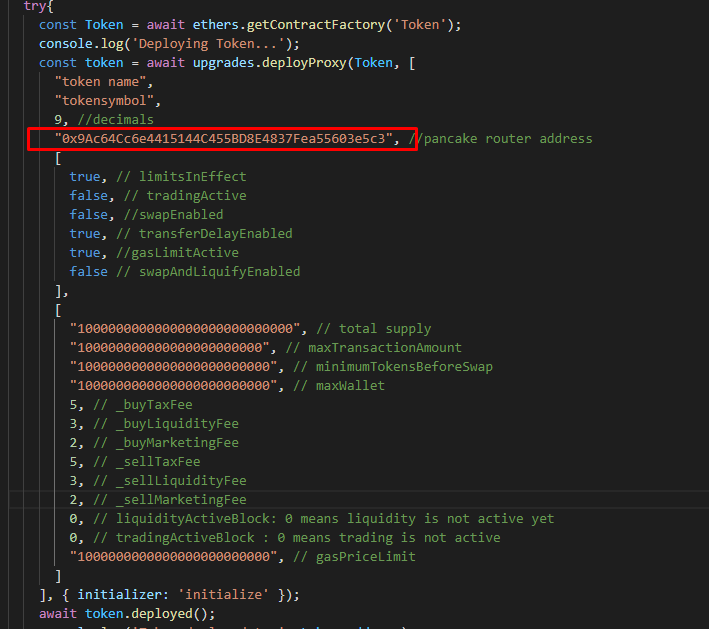 try{
const Token = await ethers.getContractFactory('Token');
console.log('Deploying Token...');
const token = await upgrades.deployProxy(Token, [
"token name",
"tokensymbol",
9, //decimals
"0x9Ac64Cc6e4415144C455BD8E4837Fea55603e5c3", //pancake router address
[
true, // limitsInEffect
false, // tradingActive
false, //swapEnabled
true, // transferDelayEnabled
true, //gasLimitActive
false // swapAndLiquifyEnabled
],
[
"1000000000000000000000000000", // total supply
"100000000000000000000000", // maxTransactionAmount
"1000000000000000000000000", // minimumTokensBeforeSwap
"1000000000000000000000000", // maxWallet
5, // _buyTaxFee
3, // _buyLiquidityFee
2, // _buyMarketingFee
5, // _sellTaxFee
3, // _sellLiquidityFee
2, // _sellMarketingFee
0, // liquidityActiveBlock: 0 means liquidity is not active yet
0, // tradingActiveBlock : 0 means trading is not active
"1000000000000000000000000", // gasPriceLimit
]
], { initializer: 'initialize' });
await token.deployed();